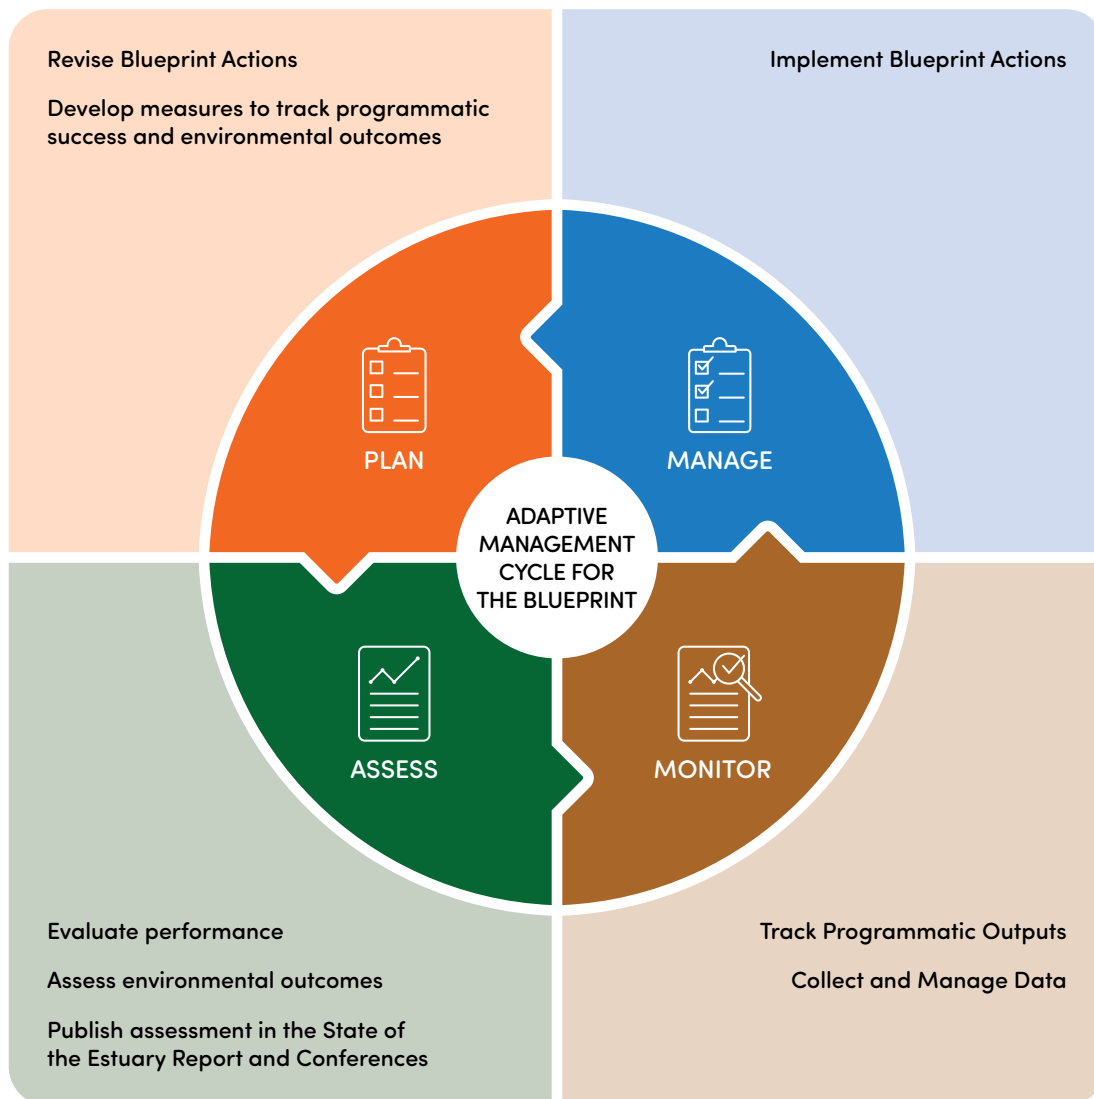 Revise Blueprint Actions
Develop measures to track programmatic
success and environmental outcomes
Implement Blueprint Actions
PLAN
MANAGE
ADAPTIVE
MANAGEMENT
CYCLE FOR
THE BLUEPRINT
ASSESS
MONITOR
Evaluate performance
Assess environmental outcomes
Publish assessment in the State of
the Estuary Report and Conferences
Track Programmatic Outputs
Collect and Manage Data